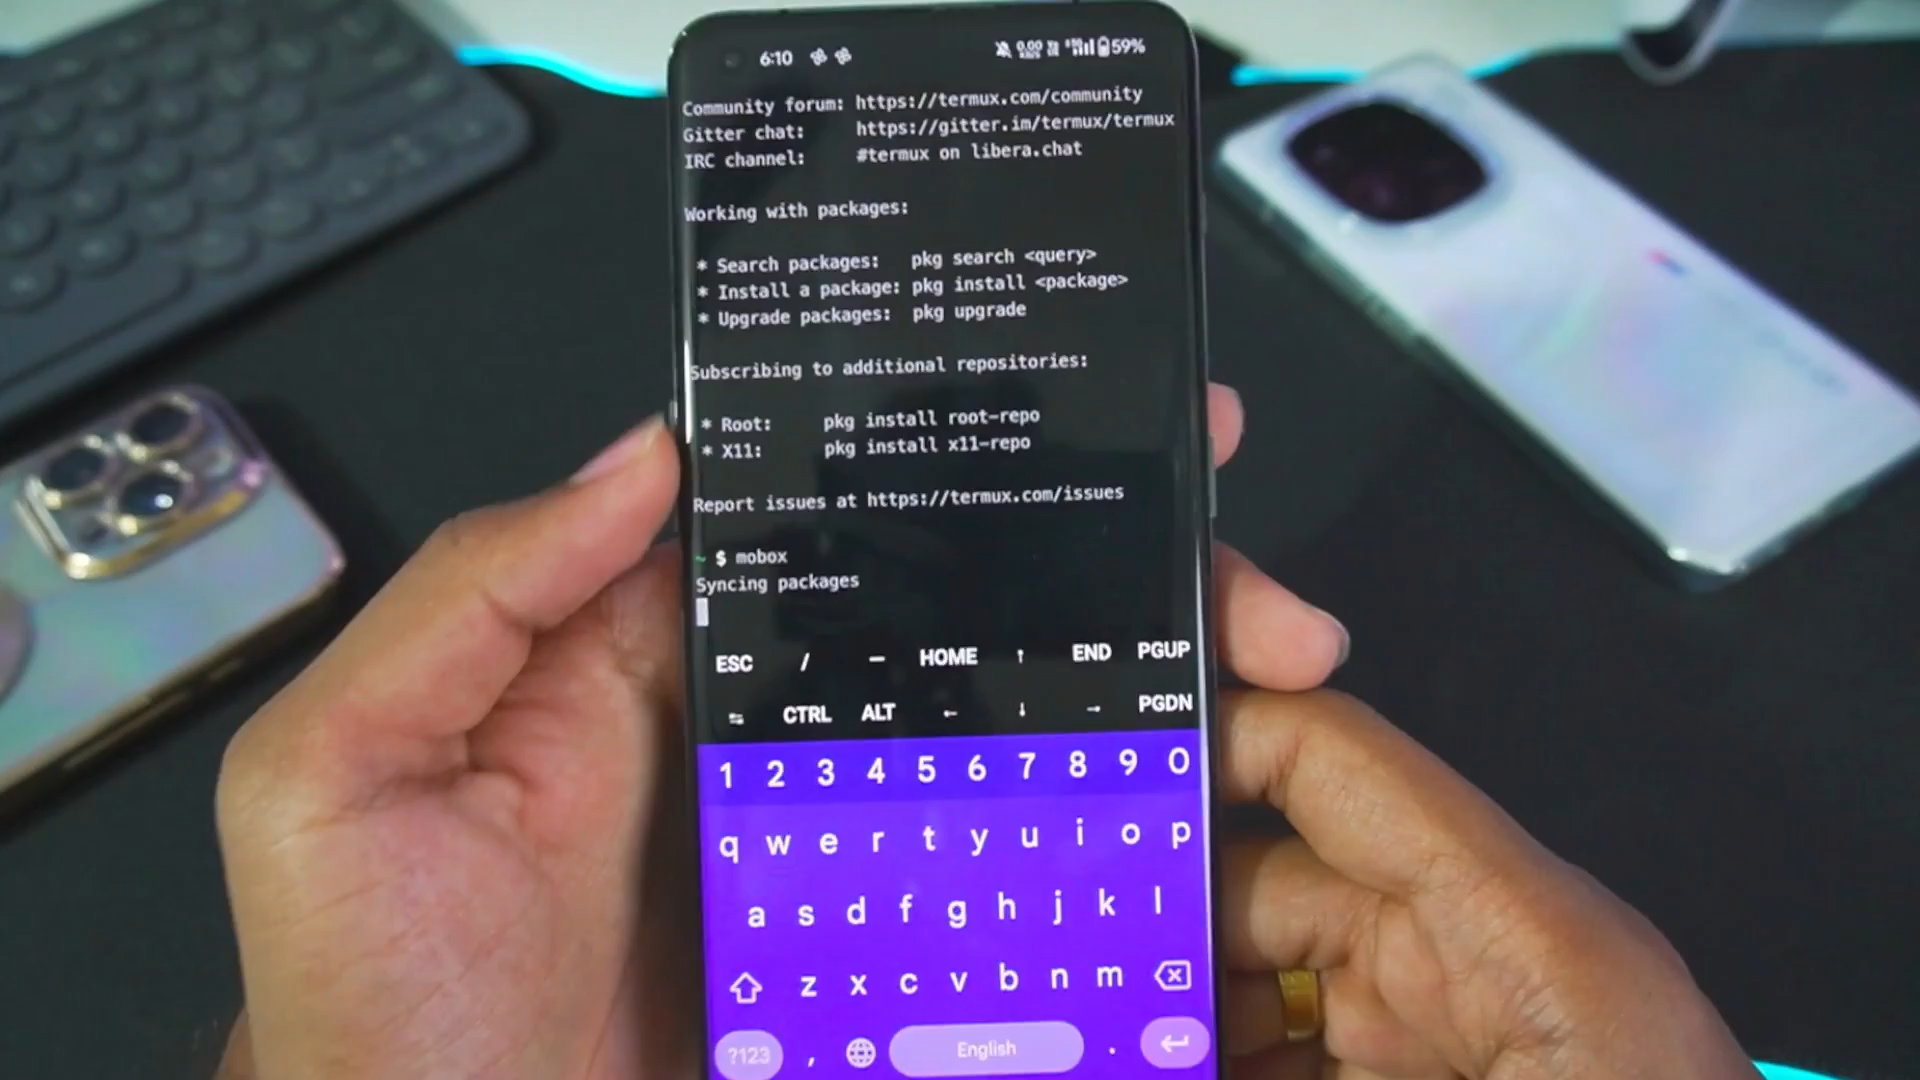 6:10 0.00 59%
Community forum: https://termux.com/community
Gitter chat: https://gitter.im/termux/termux
IRC channel: #termux on libera.chat
Working with packages:
* Search packages: pkg search <query>
* Install a package: pkg install <package>
* Upgrade packages: pkg upgrade
Subscribing to additional repositories:
* Root: pkg install root-repo
* X11: pkg install x11-repo
Report issues at https://termux.com/issues
~ $ mobox
Syncing packages
ESC / — HOME ↑ END PGUP
⇆ CTRL ALT ← ↓ → PGDN
1 2 3 4 5 6 7 8 9 0
q w e r t y u i o p
a s d f g h j k l
z x c v b n m
?123 , English .